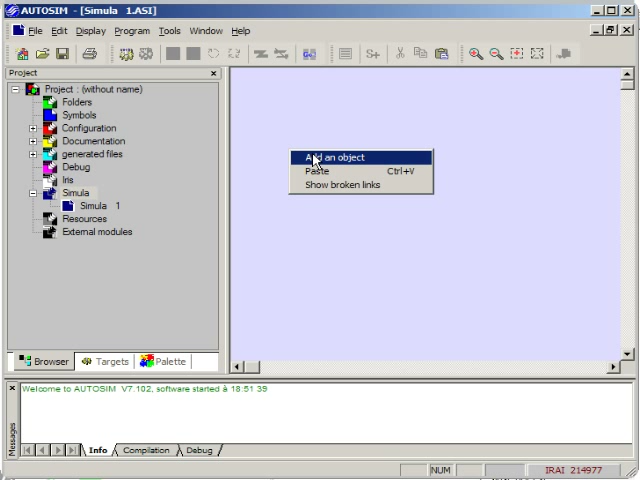 AUTOSIM - [Simula 1.ASI]
File Edit Display Program Tools Window Help
Project
Project : (without name)
Folders
Symbols
Configuration
Documentation
generated files
Debug
Iris
Simula
Simula 1
Resources
External modules
Add an object
Paste Ctrl+V
Show broken links
Browser Targets Palette
Welcome to AUTOSIM V7.102, software started à 18:51 39
Messages
Info Compilation Debug
NUM IRAI 214977